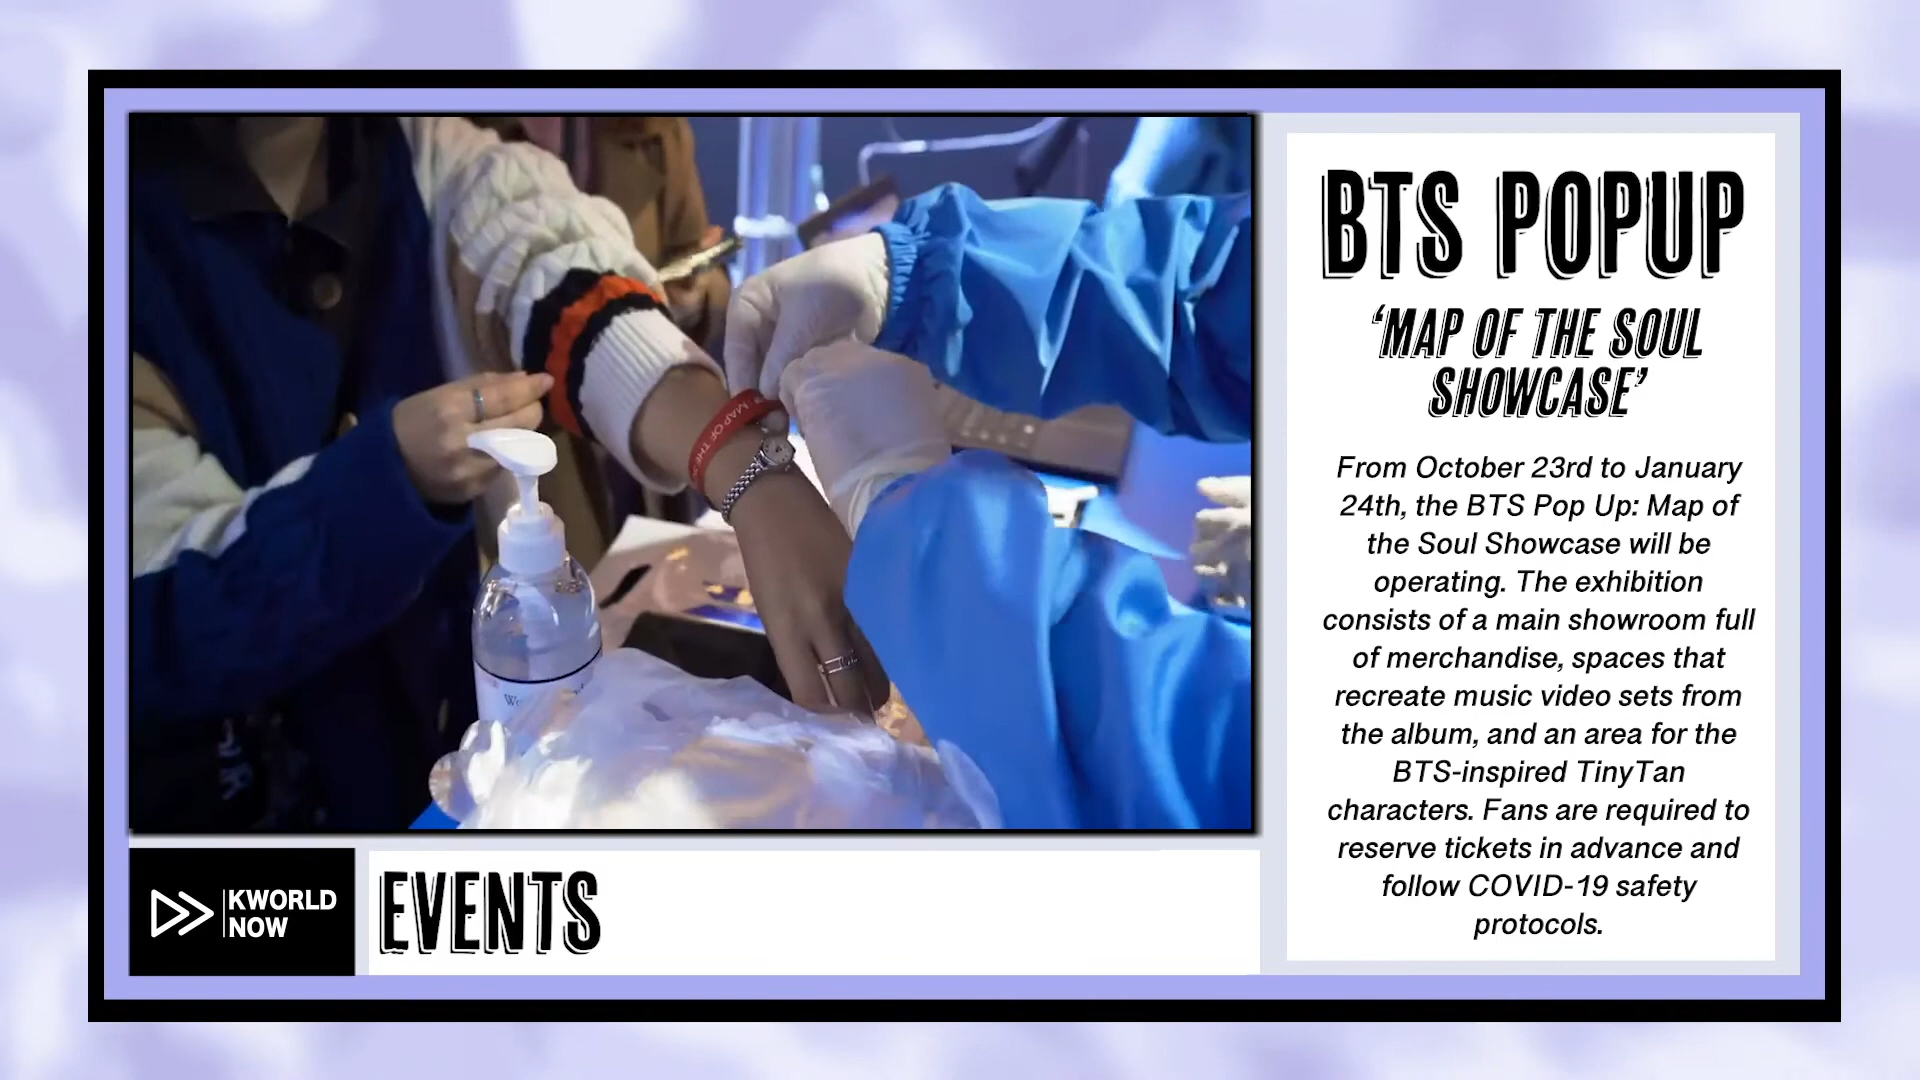 BTS POPUP
‘MAP OF THE SOUL
SHOWCASE’
From October 23rd to January
24th, the BTS Pop Up: Map of
the Soul Showcase will be
operating. The exhibition
consists of a main showroom full
of merchandise, spaces that
recreate music video sets from
the album, and an area for the
BTS-inspired TinyTan
characters. Fans are required to
reserve tickets in advance and
follow COVID-19 safety
protocols.
MAP OF THE
KWORLD
NOW
EVENTS